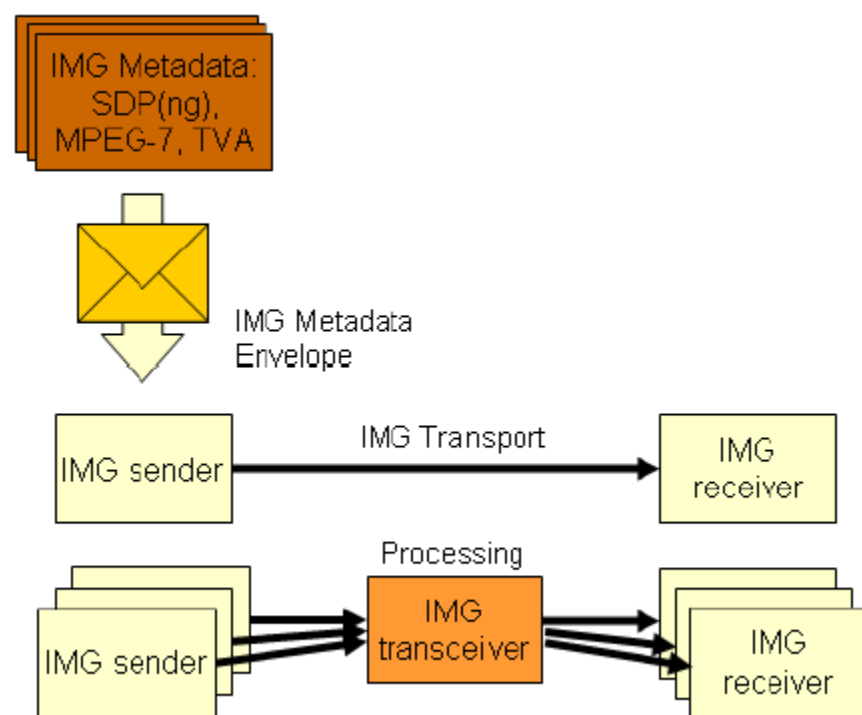 IMG Metadata:
SDP(ng),
MPEG-7, TVA
IMG Metadata
Envelope
IMG sender
IMG Transport
IMG
receiver
Processing
IMG sender
IMG
transceiver
IMG
receiver